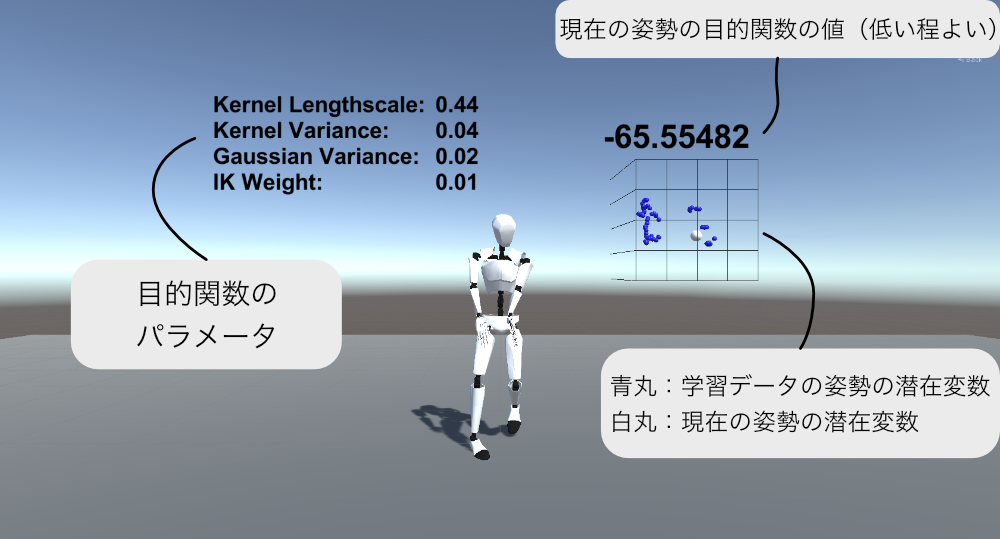 現在の姿勢の目的関数の値（低い程よい）
Kernel Lengthscale: 0.44
Kernel Variance: 0.04
Gaussian Variance: 0.02
IK Weight: 0.01
-65.55482
目的関数の
パラメータ
青丸：学習データの姿勢の潜在変数
白丸：現在の姿勢の潜在変数